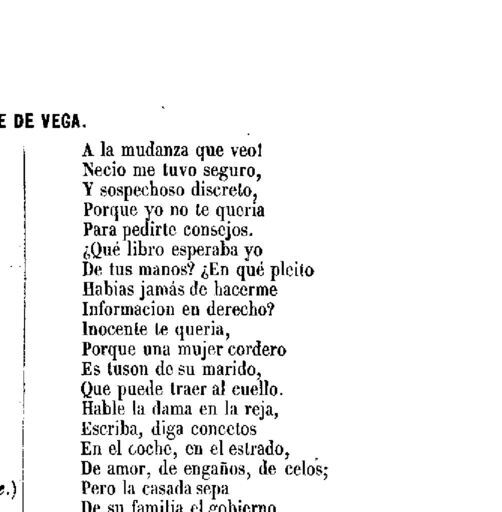 E DE VEGA.
A la mudanza que veo!
Necio me tuvo seguro,
Y sospechoso discreto,
Porque yo no te queria
Para pedirte consejos.
¿Qué libro esperaba yo
De tus manos? ¿En qué pleito
Habias jamás de hacerme
Informacion en derecho?
Inocente te queria,
Porque una mujer cordero
Es tuson de su marido,
Que puede traer al cuello.
Hable la dama en la reja,
Escriba, diga concetos
En el coche, en el estrado,
De amor, de engaños, de celos;
e.)
Pero la casada sepa
De su familia el gobierno